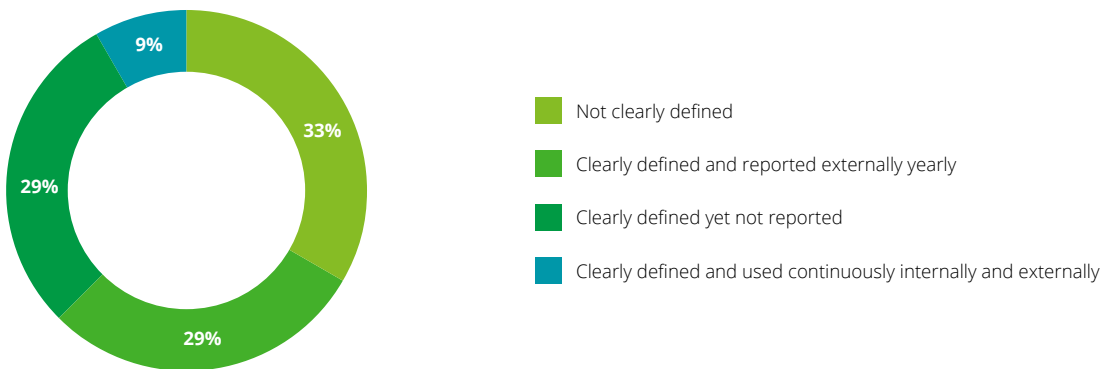 9%
33%
29%
29%
Not clearly defined
Clearly defined and reported externally yearly
Clearly defined yet not reported
Clearly defined and used continuously internally and externally